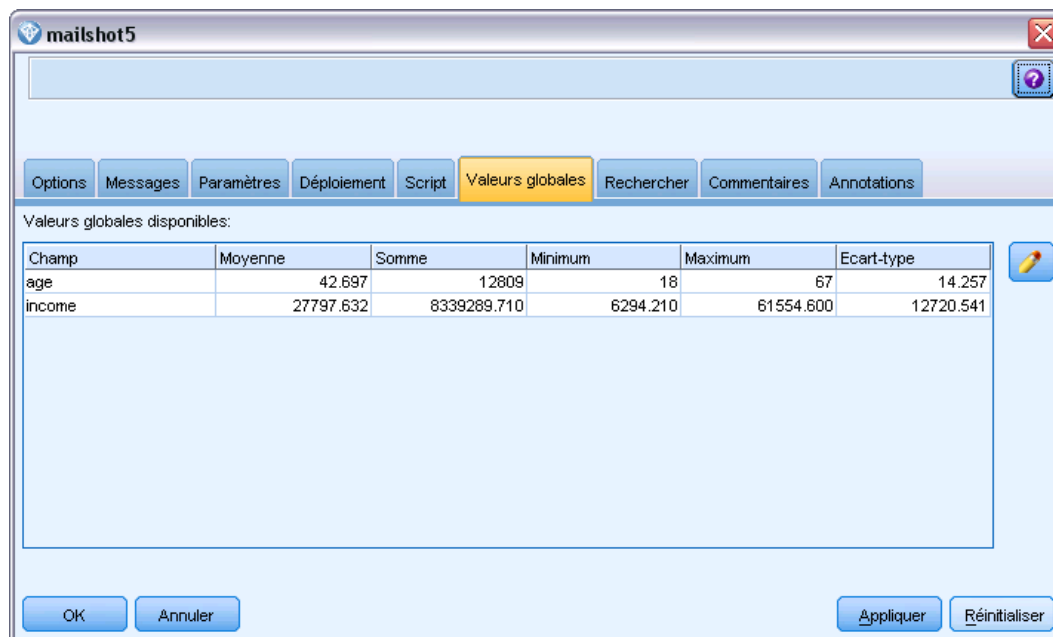 mailshot5
Options Messages Paramètres Déploiement Script Valeurs globales Rechercher Commentaires Annotations
Valeurs globales disponibles:
Champ Moyenne Somme Minimum Maximum Ecart-type
age 42.697 12809 18 67 14.257
income 27797.632 8339289.710 6294.210 61554.600 12720.541
OK Annuler Appliquer Réinitialiser